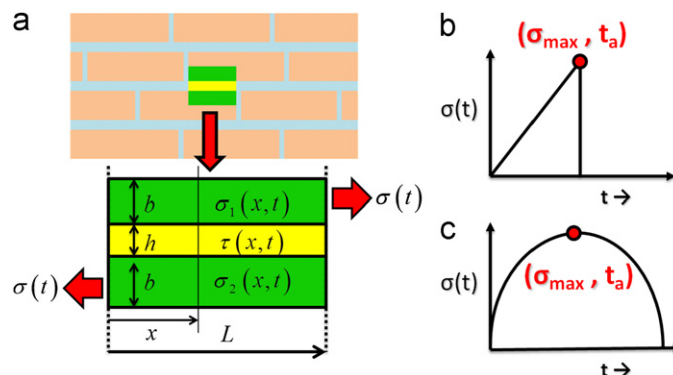 a
b
σ₁(x,t)
h
τ(x,t)
b
σ₂(x,t)
σ(t)
σ(t)
x
L
b
(σmax , ta)
σ(t)
t →
c
σ(t)
(σmax , ta)
t →